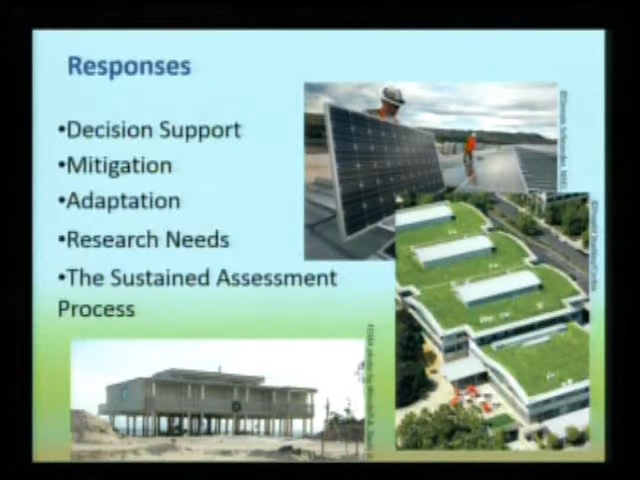 Responses
•Decision Support
•Mitigation
•Adaptation
•Research Needs
•The Sustained Assessment
Process